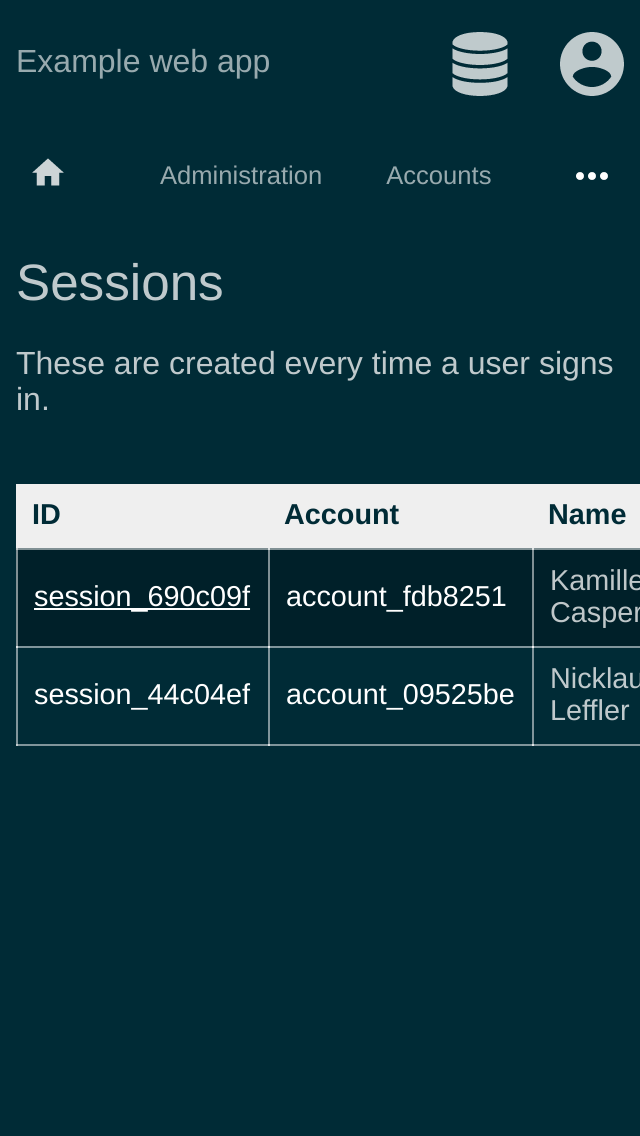 Example web app
Administration Accounts
Sessions
These are created every time a user signs
in.
ID Account Name
session_690c09f account_fdb8251 Kamille
Casper
session_44c04ef account_09525be Nicklau
Leffler